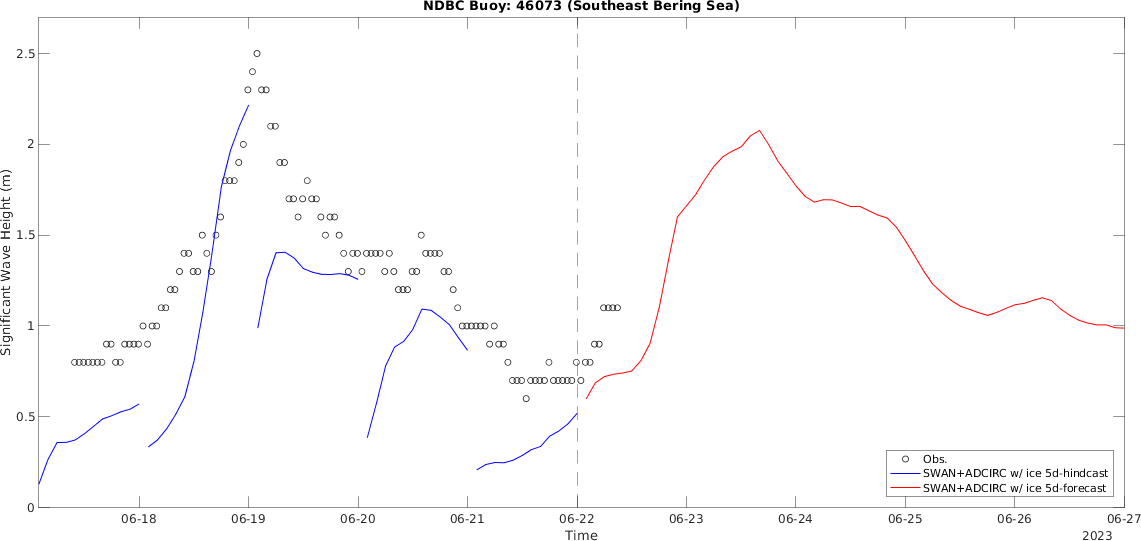 NDBC Buoy: 46073 (Southeast Bering Sea)
2.5
2
1.5
1
0.5
0
Significant Wave Height (m)
06-18 06-19 06-20 06-21 06-22 06-23 06-24 06-25 06-26 06-27
Time
2023
Obs.
SWAN+ADCIRC w/ ice 5d-hindcast
SWAN+ADCIRC w/ ice 5d-forecast